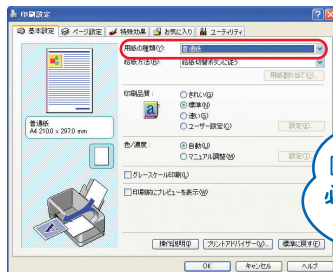 印刷設定
基本設定 ページ設定 特殊効果 お気に入り ユーティリティ
用紙の種類(Y): 普通紙
給紙方法(B): 給紙切替ボタンに従う
用紙割り当て(G)...
印刷品質: きれい(G)
標準(N)
速い(S)
ユーザー設定(C) 設定(E)...
普通紙
A4 210.0 x 297.0 mm
色/濃度: 自動(U)
マニュアル調整(M) 設定(T)...
グレースケール印刷(L)
印刷前にプレビューを表示(W)
操作説明(I) プリントアドバイザー(V)... 標準に戻す(F)
OK キャンセル ヘルプ